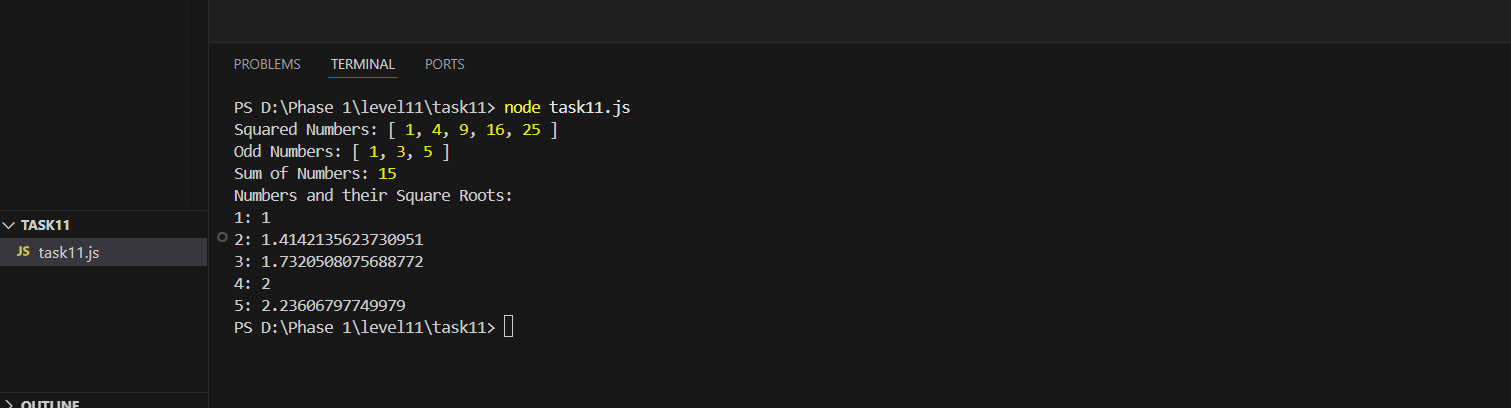 PROBLEMS TERMINAL PORTS
PS D:\Phase 1\level11\task11> node task11.js
Squared Numbers: [ 1, 4, 9, 16, 25 ]
Odd Numbers: [ 1, 3, 5 ]
Sum of Numbers: 15
Numbers and their Square Roots:
1: 1
2: 1.4142135623730951
3: 1.7320508075688772
4: 2
5: 2.23606797749979
PS D:\Phase 1\level11\task11>
TASK11
JS task11.js
OUTLINE